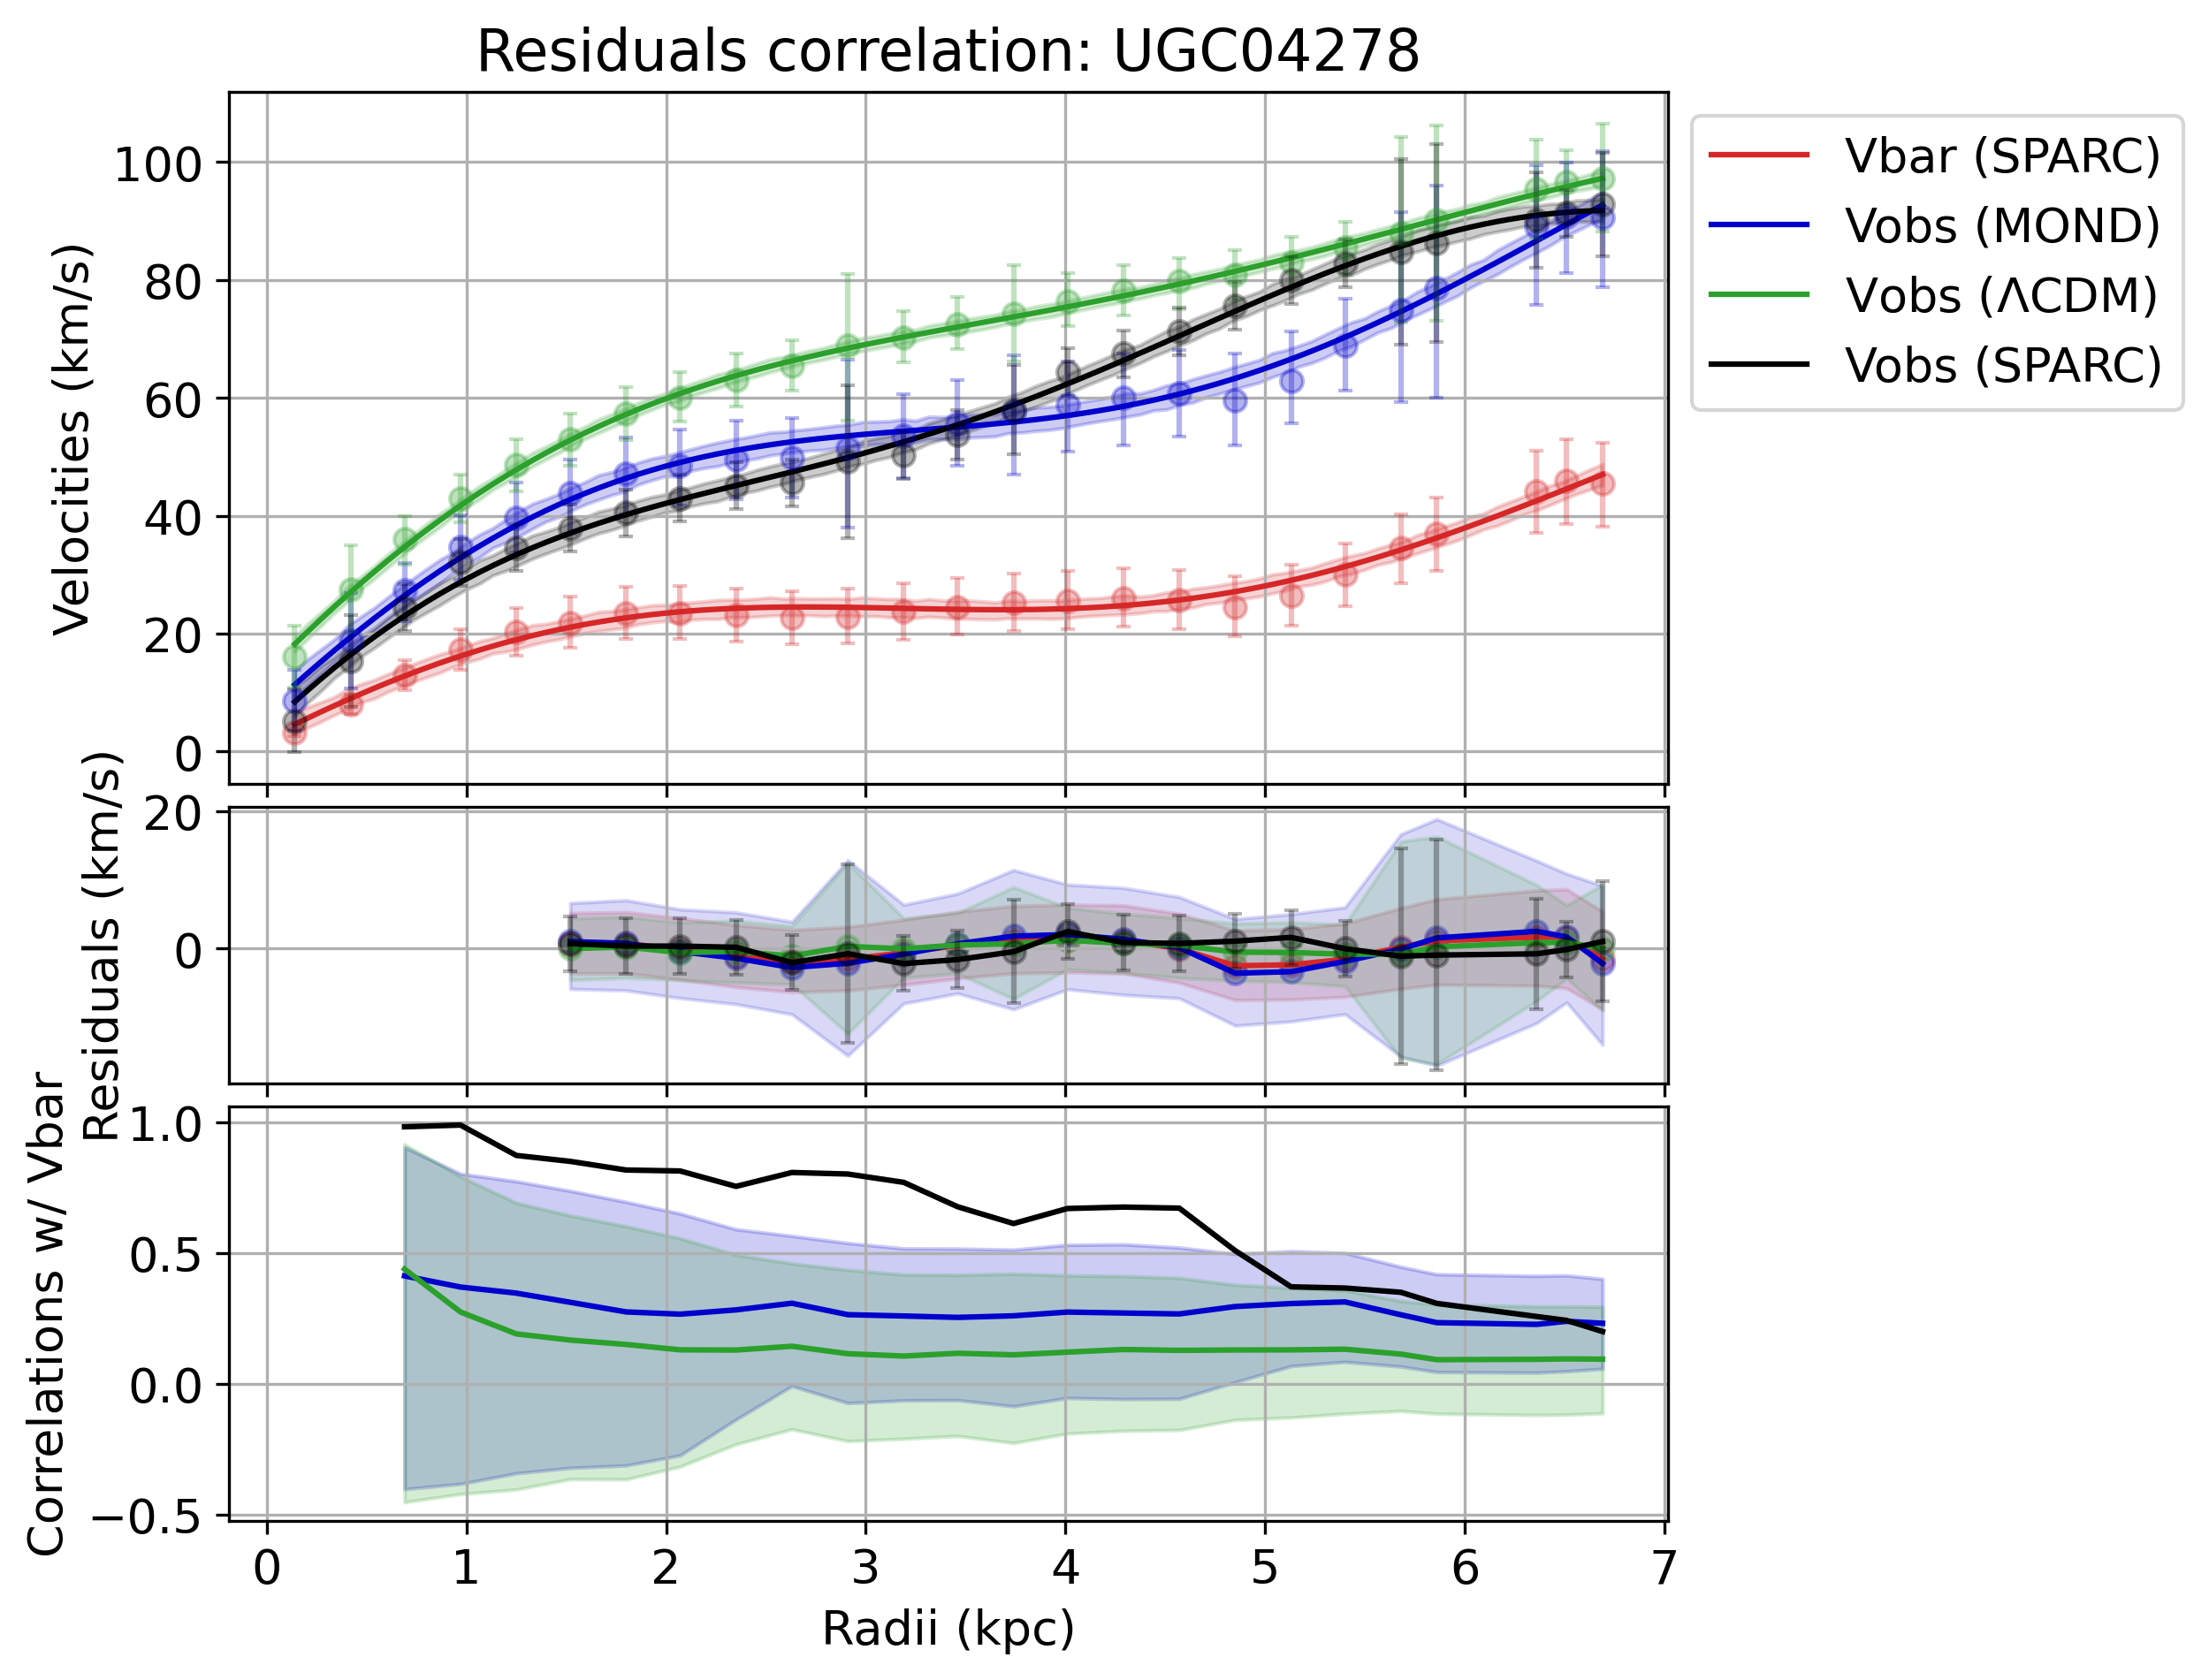 Residuals correlation: UGC04278
Velocities (km/s)
100
80
60
40
20
0
Vbar (SPARC)
Vobs (MOND)
Vobs (ΛCDM)
Vobs (SPARC)
Residuals (km/s)
20
0
Correlations w/ Vbar
1.0
0.5
0.0
−0.5
0 1 2 3 4 5 6 7
Radii (kpc)